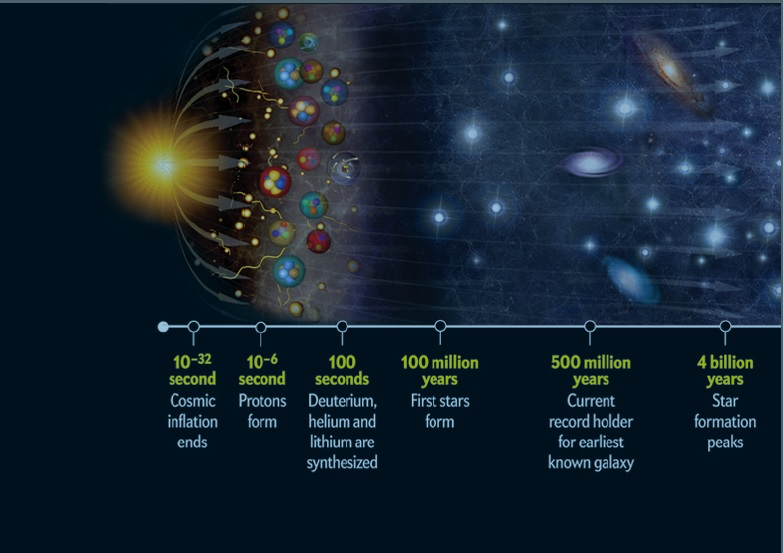 10⁻³²
second
Cosmic
inflation
ends
10⁻⁶
second
Protons
form
100
seconds
Deuterium,
helium and
lithium are
synthesized
100 million
years
First stars
form
500 million
years
Current
record holder
for earliest
known galaxy
4 billion
years
Star
formation
peaks